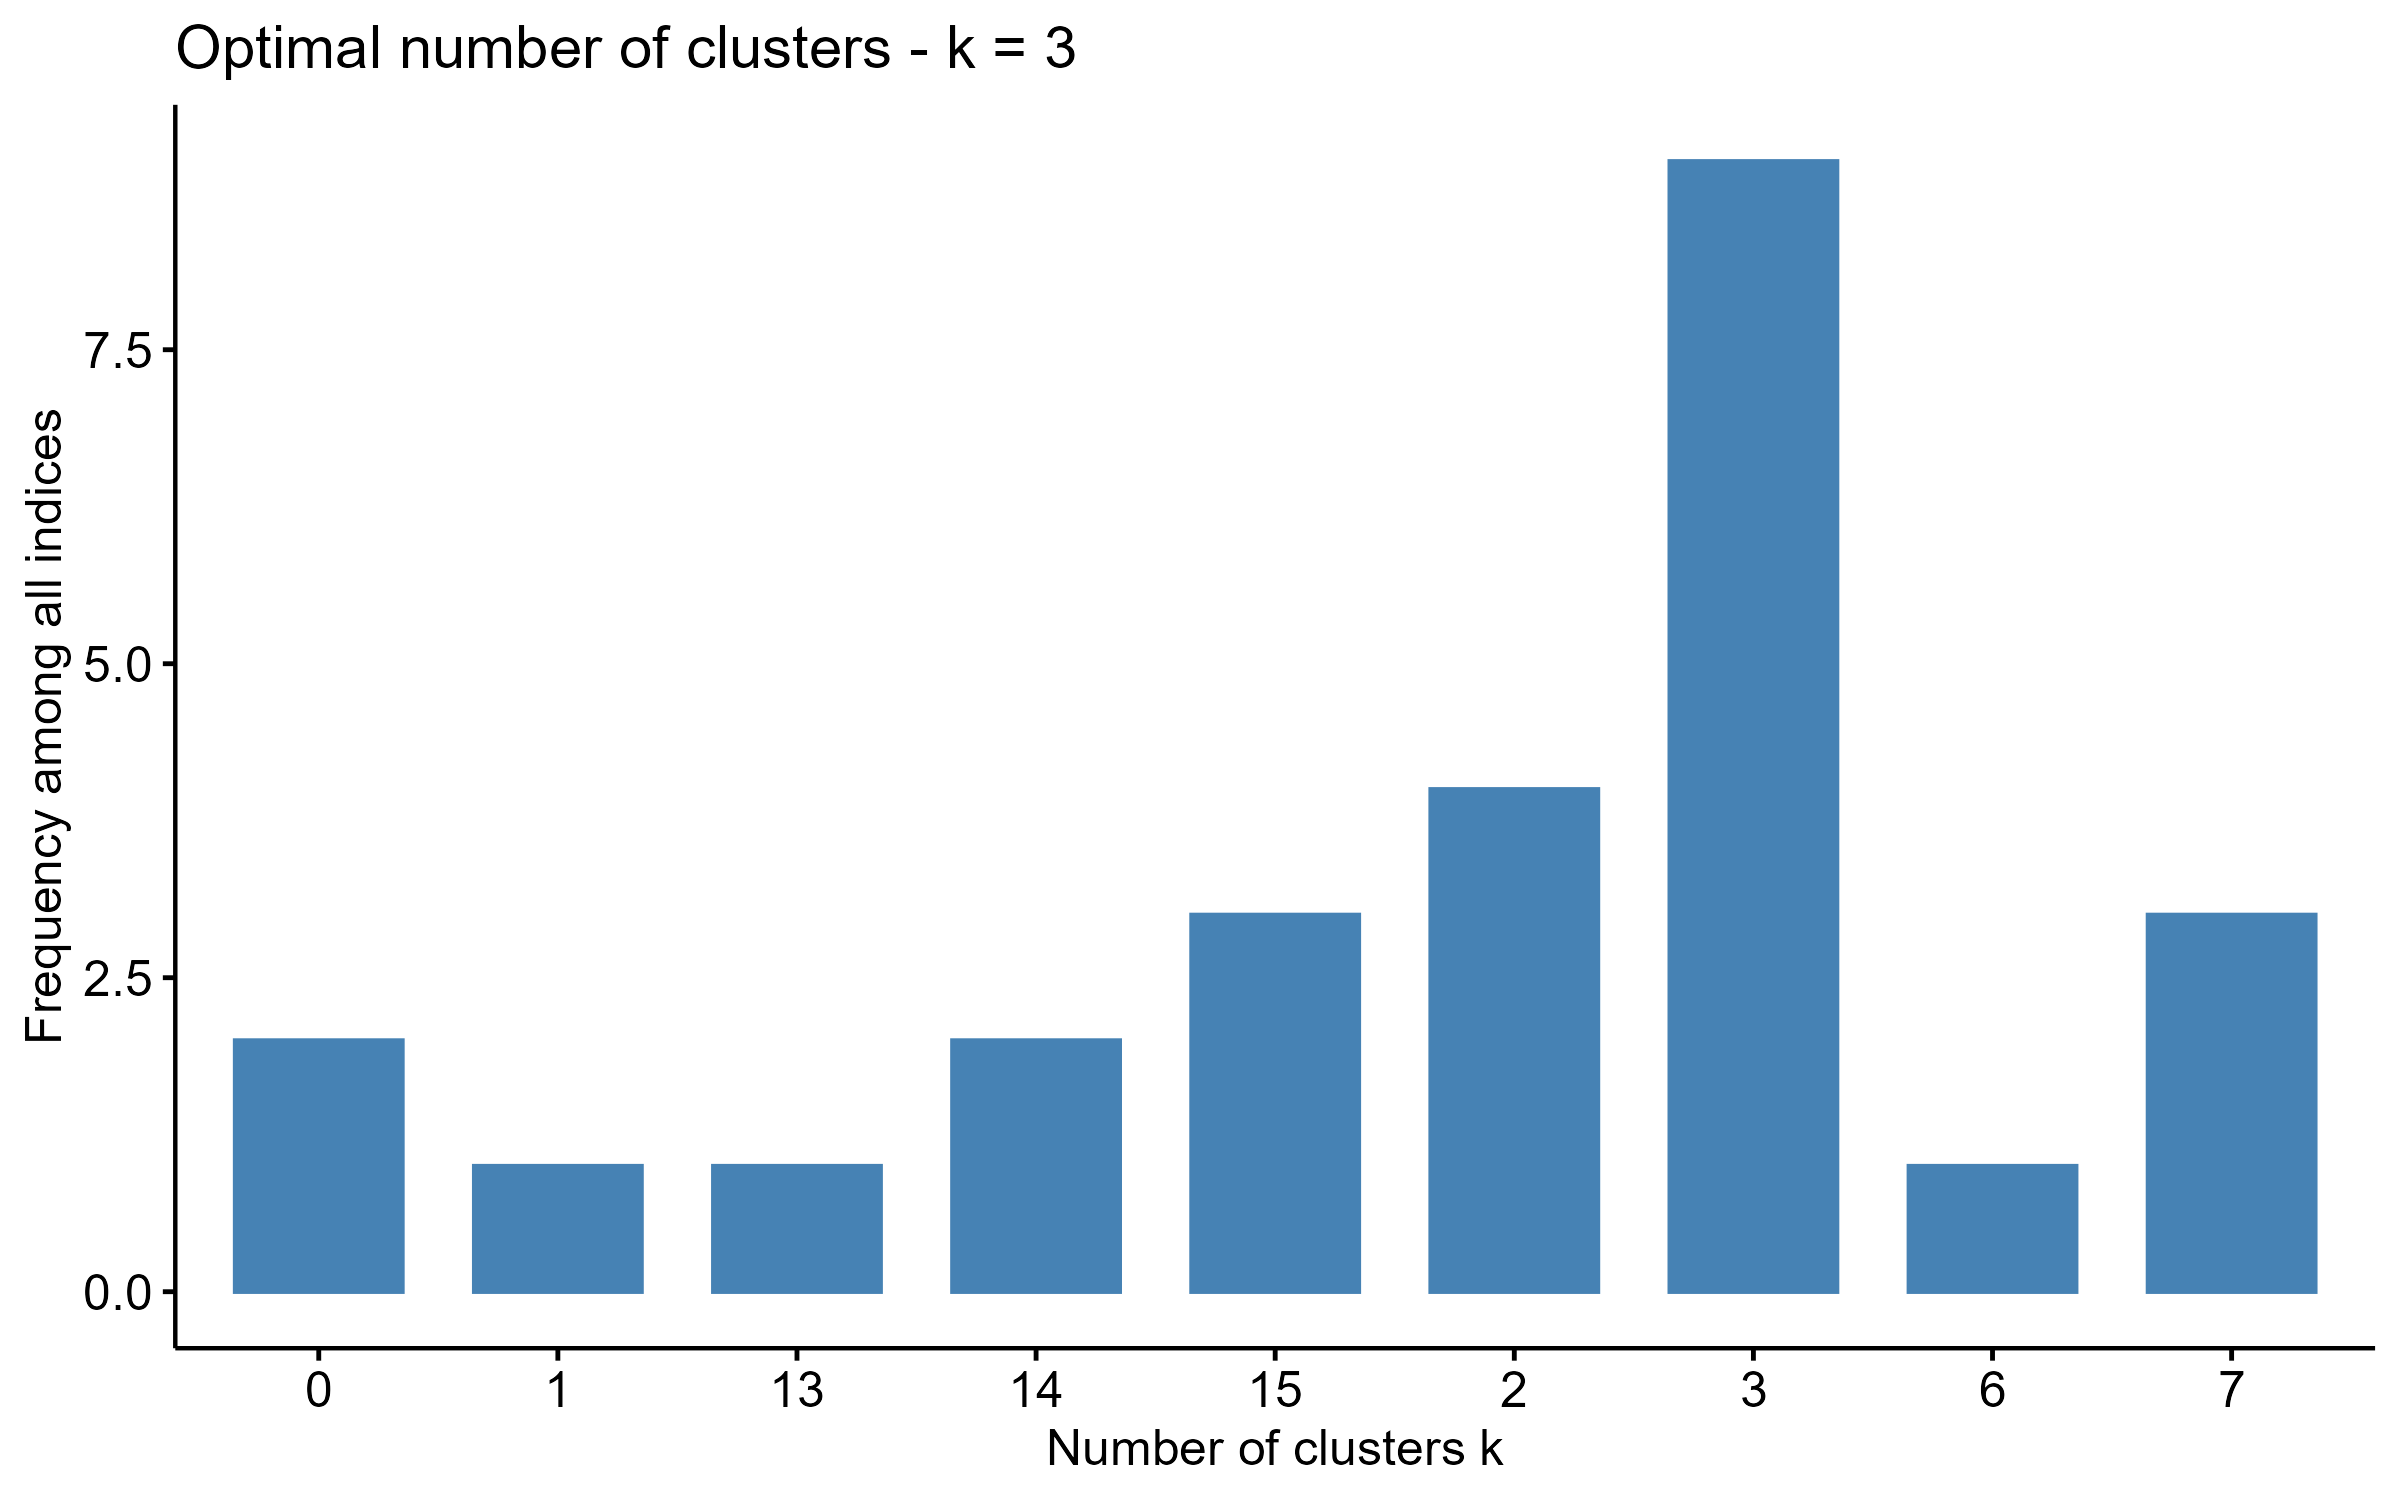 Optimal number of clusters - k = 3
Frequency among all indices
7.5
5.0
2.5
0.0
0 1 13 14 15 2 3 6 7
Number of clusters k